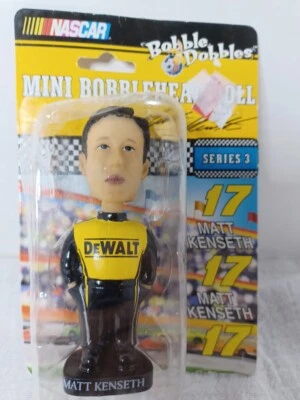 NASCAR
Bobble Dobbles
MINI BOBBLEHEAD DOLL
SERIES 3
17
MATT
KENSETH
17
MATT
KENSETH
17
DEWALT
MATT KENSETH